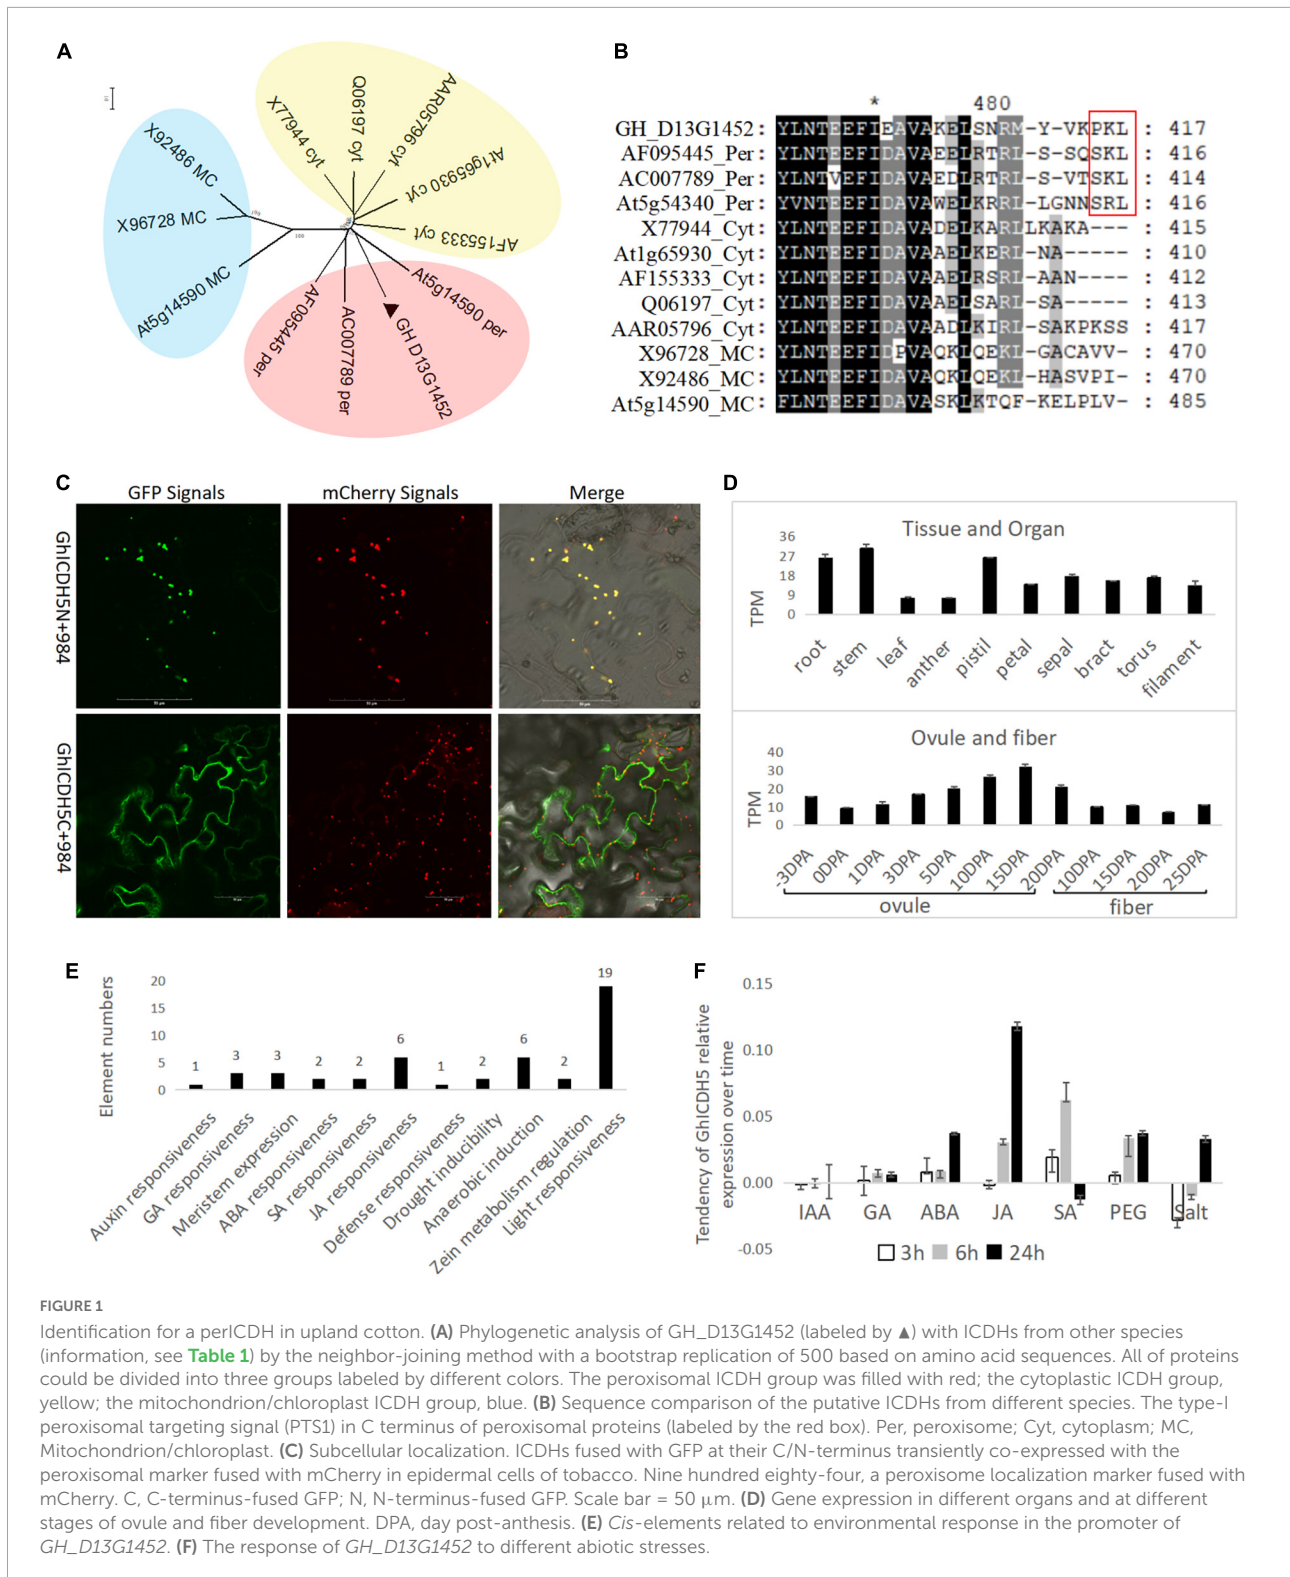 A
X92486 MC
X96728 MC
At5g14590 MC
X77944 cyt
Q06197 cyt
AAR05796 cyt
At1g65930 cyt
AF155333 cyt
AF095445 per
AC007789 per
GH D13G1452
At5g14590 per
100
B
* 480
GH_D13G1452: YLNTEEFIEAVAKELSNRM-Y-VKPKL : 417
AF095445_Per: YLNTEEFIDAVAEELRTRL-S-SQSKL : 416
AC007789_Per: YLNTVEFIDAVAEDLRTRL-S-VTSKL : 414
At5g54340_Per: YVNTEEFIDAVAWELKRRL-LGNNSRL : 416
X77944_Cyt: YLNTEEFIDAVADELKARLLKAKA---- : 415
At1g65930_Cyt: YLNTEEFIDAVAEELKERL-NA----- : 410
AF155333_Cyt: YLNTEEFIDAVAEELRSRL-AAN---- : 412
Q06197_Cyt: YLNTEEFIDAVAAELSARL-SA----- : 413
AAR05796_Cyt: YLNTEEFIDAVAADLKIRL-SAKPKSS : 417
X96728_MC: YLNTEEFIDPVAQKLQEKL-GACAVV- : 470
X92486_MC: YLNTEEFIDAVAQKLQEKL-HASVPI- : 470
At5g14590_MC: FLNTEEFIDAVASKLKTQF-KELPLV- : 485
C
GFP Signals mCherry Signals Merge
GhICDH5N+984
GhICDH5C+984
D
Tissue and Organ
TPM
36
27
18
9
0
root stem leaf anther pistil petal sepal bract torus filament
Ovule and fiber
TPM
40
30
20
10
0
-3DPA 0DPA 1DPA 3DPA 5DPA 10DPA 15DPA 20DPA 10DPA 15DPA 20DPA 25DPA
ovule fiber
E
Element numbers
20
15
10
5
0
1 3 3 2 2 6 1 2 6 2 19
Auxin responsiveness
GA responsiveness
Meristem expression
ABA responsiveness
SA responsiveness
JA responsiveness
Defense responsiveness
Drought inducibility
Anaerobic induction
Zein metabolism regulation
Light responsiveness
F
Tendency of GhICDH5 relative
expression over time
0.15
0.10
0.05
0.00
-0.05
IAA GA ABA JA SA PEG Salt
3h 6h 24h
FIGURE 1
Identification for a perICDH in upland cotton. (A) Phylogenetic analysis of GH_D13G1452 (labeled by ▲) with ICDHs from other species
(information, see Table 1) by the neighbor-joining method with a bootstrap replication of 500 based on amino acid sequences. All of proteins
could be divided into three groups labeled by different colors. The peroxisomal ICDH group was filled with red; the cytoplastic ICDH group,
yellow; the mitochondrion/chloroplast ICDH group, blue. (B) Sequence comparison of the putative ICDHs from different species. The type-I
peroxisomal targeting signal (PTS1) in C terminus of peroxisomal proteins (labeled by the red box). Per, peroxisome; Cyt, cytoplasm; MC,
Mitochondrion/chloroplast. (C) Subcellular localization. ICDHs fused with GFP at their C/N-terminus transiently co-expressed with the
peroxisomal marker fused with mCherry in epidermal cells of tobacco. Nine hundred eighty-four, a peroxisome localization marker fused with
mCherry. C, C-terminus-fused GFP; N, N-terminus-fused GFP. Scale bar = 50 μm. (D) Gene expression in different organs and at different
stages of ovule and fiber development. DPA, day post-anthesis. (E) Cis-elements related to environmental response in the promoter of
GH_D13G1452. (F) The response of GH_D13G1452 to different abiotic stresses.